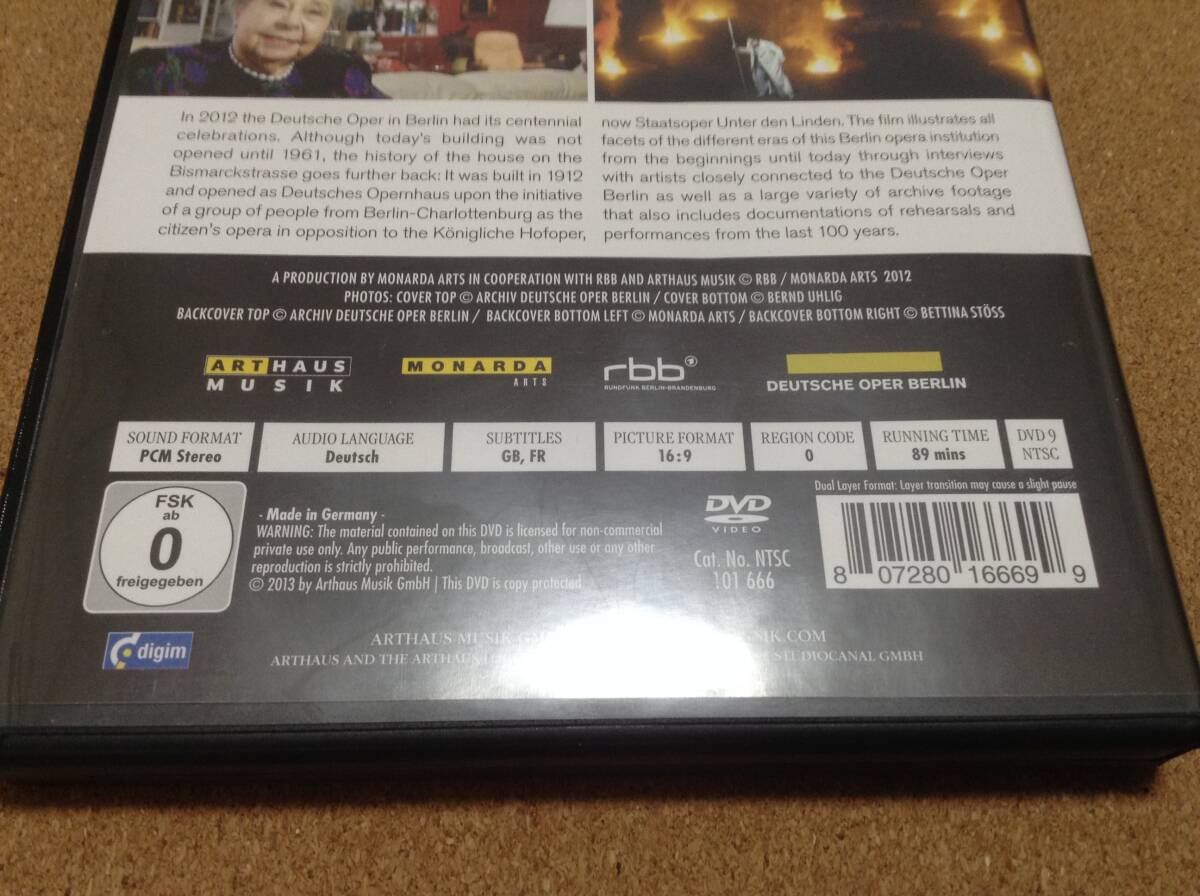 In 2012 the Deutsche Oper in Berlin had its centennial
celebrations. Although today's building was not
opened until 1961, the history of the house on the
Bismarckstrasse goes further back: It was built in 1912
and opened as Deutsches Opernhaus upon the initiative
of a group of people from Berlin-Charlottenburg as the
citizen's opera in opposition to the Königliche Hofoper,
now Staatsoper Unter den Linden. The film illustrates all
facets of the different eras of this Berlin opera institution
from the beginnings until today through interviews
with artists closely connected to the Deutsche Oper
Berlin as well as a large variety of archive footage
that also includes documentations of rehearsals and
performances from the last 100 years.
A PRODUCTION BY MONARDA ARTS IN COOPERATION WITH RBB AND ARTHAUS MUSIK © RBB / MONARDA ARTS 2012
PHOTOS: COVER TOP © ARCHIV DEUTSCHE OPER BERLIN / COVER BOTTOM © BERND UHLIG
BACKCOVER TOP © ARCHIV DEUTSCHE OPER BERLIN / BACKCOVER BOTTOM LEFT © MONARDA ARTS / BACKCOVER BOTTOM RIGHT © BETTINA STÖSS
ARTHAUS
MUSIK
MONARDA
ARTS
rbb
RUNDFUNK BERLIN-BRANDENBURG
DEUTSCHE OPER BERLIN
SOUND FORMAT
PCM Stereo
AUDIO LANGUAGE
Deutsch
SUBTITLES
GB, FR
PICTURE FORMAT
16:9
REGION CODE
0
RUNNING TIME
89 mins
DVD 9
NTSC
Dual Layer Format: Layer transition may cause a slight pause
FSK
ab
0
freigegeben
- Made in Germany -
WARNING: The material contained on this DVD is licensed for non-commercial
private use only. Any public performance, broadcast, other use or any other
reproduction is strictly prohibited.
© 2013 by Arthaus Musik GmbH | This DVD is copy protected
DVD
VIDEO
Cat. No. NTSC
101 666
8 07280 16669 9
digim
ARTHAUS MUSIK
ARTHAUS AND THE ARTHAUS STUDIOCANAL GMBH